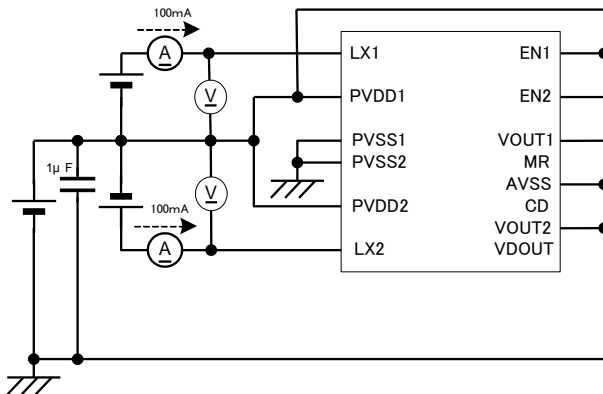 100mA
A
LX1
EN1
V
PVDD1
EN2
PVSS1
VOUT1
1μ F
PVSS2
MR
AVSS
V
PVDD2
CD
100mA
VOUT2
A
LX2
VDOUT